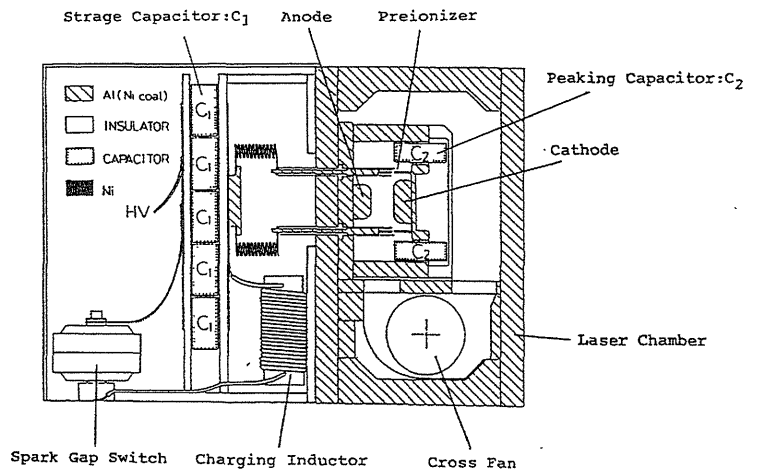 Strage Capacitor:C1
Anode
Preionizer
Peaking Capacitor:C2
Al(Ni coal)
INSULATOR
CAPACITOR
Ni
HV
C1
C1
C1
C1
C1
C2
C2
Cathode
Laser Chamber
Spark Gap Switch
Charging Inductor
Cross Fan